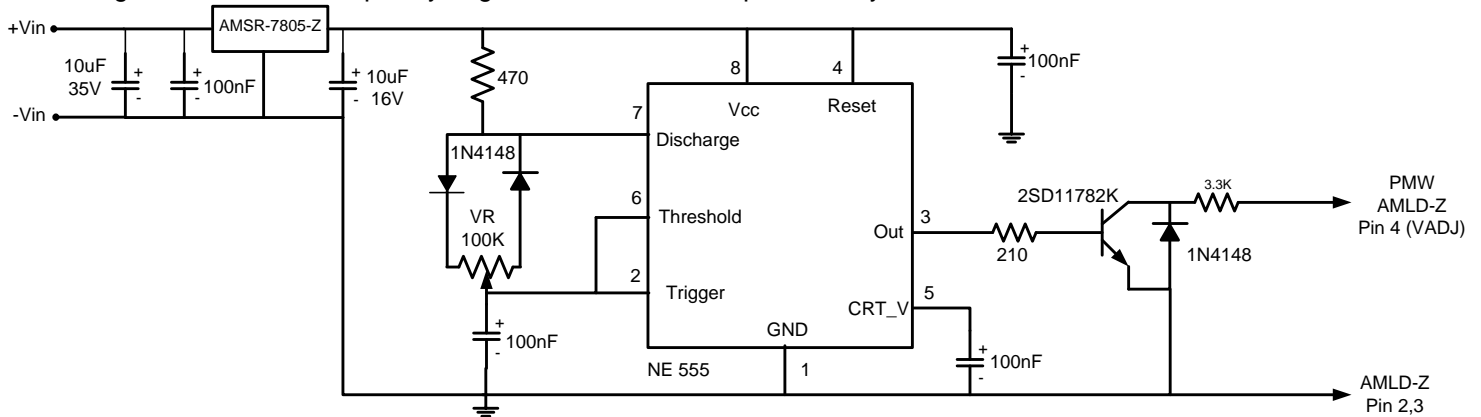 +Vin
AMSR-7805-Z
10uF
35V
+
-
+
-
100nF
+
-
10uF
16V
-Vin
470
8
4
Vcc
Reset
+
-
100nF
7
Discharge
1N4148
6
Threshold
VR
100K
2
Trigger
+
-
100nF
Out
3
210
2SD11782K
3.3K
1N4148
PMW
AMLD-Z
Pin 4 (VADJ)
CRT_V
5
+
-
100nF
GND
1
NE 555
AMLD-Z
Pin 2,3